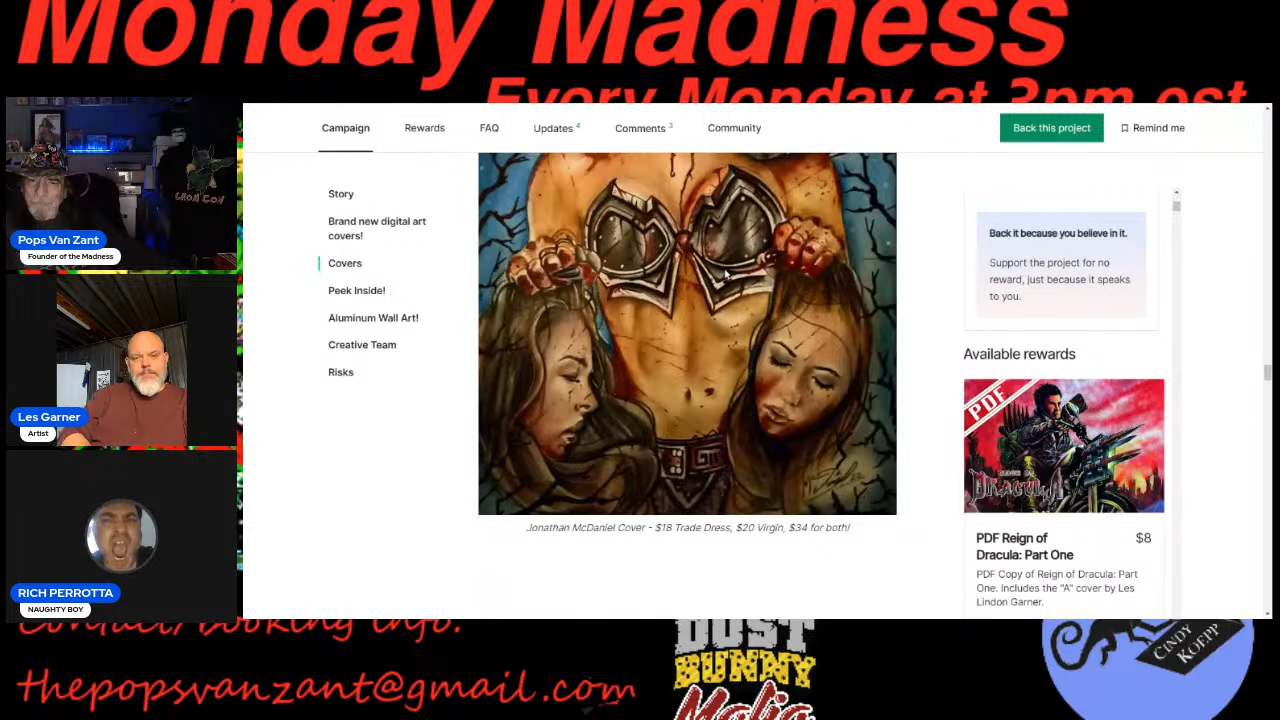 Monday Madness
Every Monday at 3pm est
Campaign
Rewards
FAQ
Updates 4
Comments 3
Community
Back this project
Remind me
Story
Brand new digital art
covers!
Covers
Peek Inside!
Aluminum Wall Art!
Creative Team
Risks
Jonathan McDaniel Cover - $18 Trade Dress, $20 Virgin, $34 for both!
Back it because you believe in it.
Support the project for no
reward, just because it speaks
to you.
Available rewards
PDF
REIGN OF
DRACULA
PDF Reign of
Dracula: Part One
$8
PDF Copy of Reign of Dracula: Part
One. Includes the "A" cover by Les
Lindon Garner.
Pops Van Zant
Founder of the Madness
Les Garner
Artist
RICH PERROTTA
NAUGHTY BOY
Contact/Booking info:
thepopsvanzant@gmail.com
DUST
BUNNY
Mafia
CINDY
KOEPP